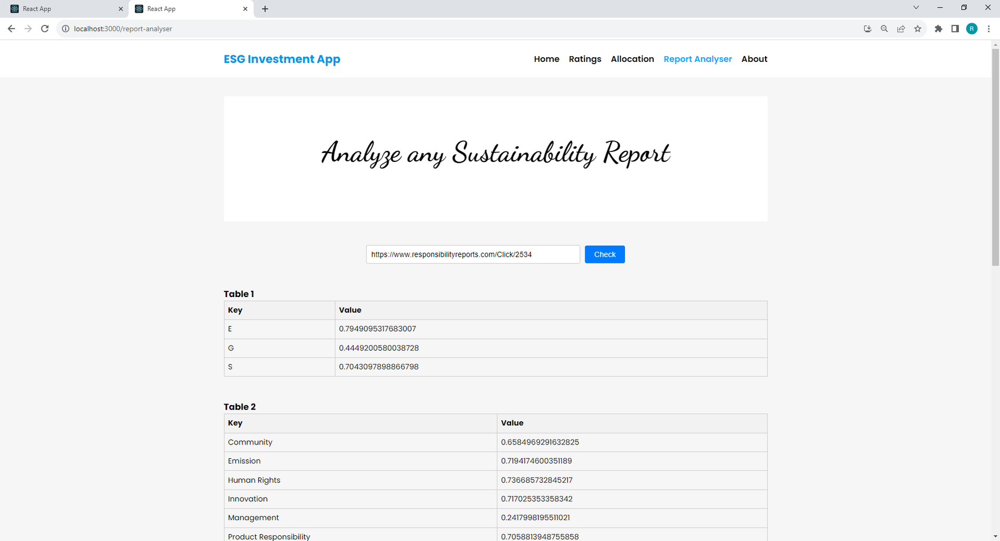 React App
React App
localhost:3000/report-analyser
R
ESG Investment App
Home Ratings Allocation Report Analyser About
Analyze any Sustainability Report
https://www.responsibilityreports.com/Click/2534
Check
Table 1
Key Value
E 0.7949095317683007
G 0.4449200580038728
S 0.7043097898866798
Table 2
Key Value
Community 0.6584969291632825
Emission 0.7194174600351189
Human Rights 0.736685732845217
Innovation 0.717025353358342
Management 0.2417998195511021
Product Responsibility 0.7058813948755858